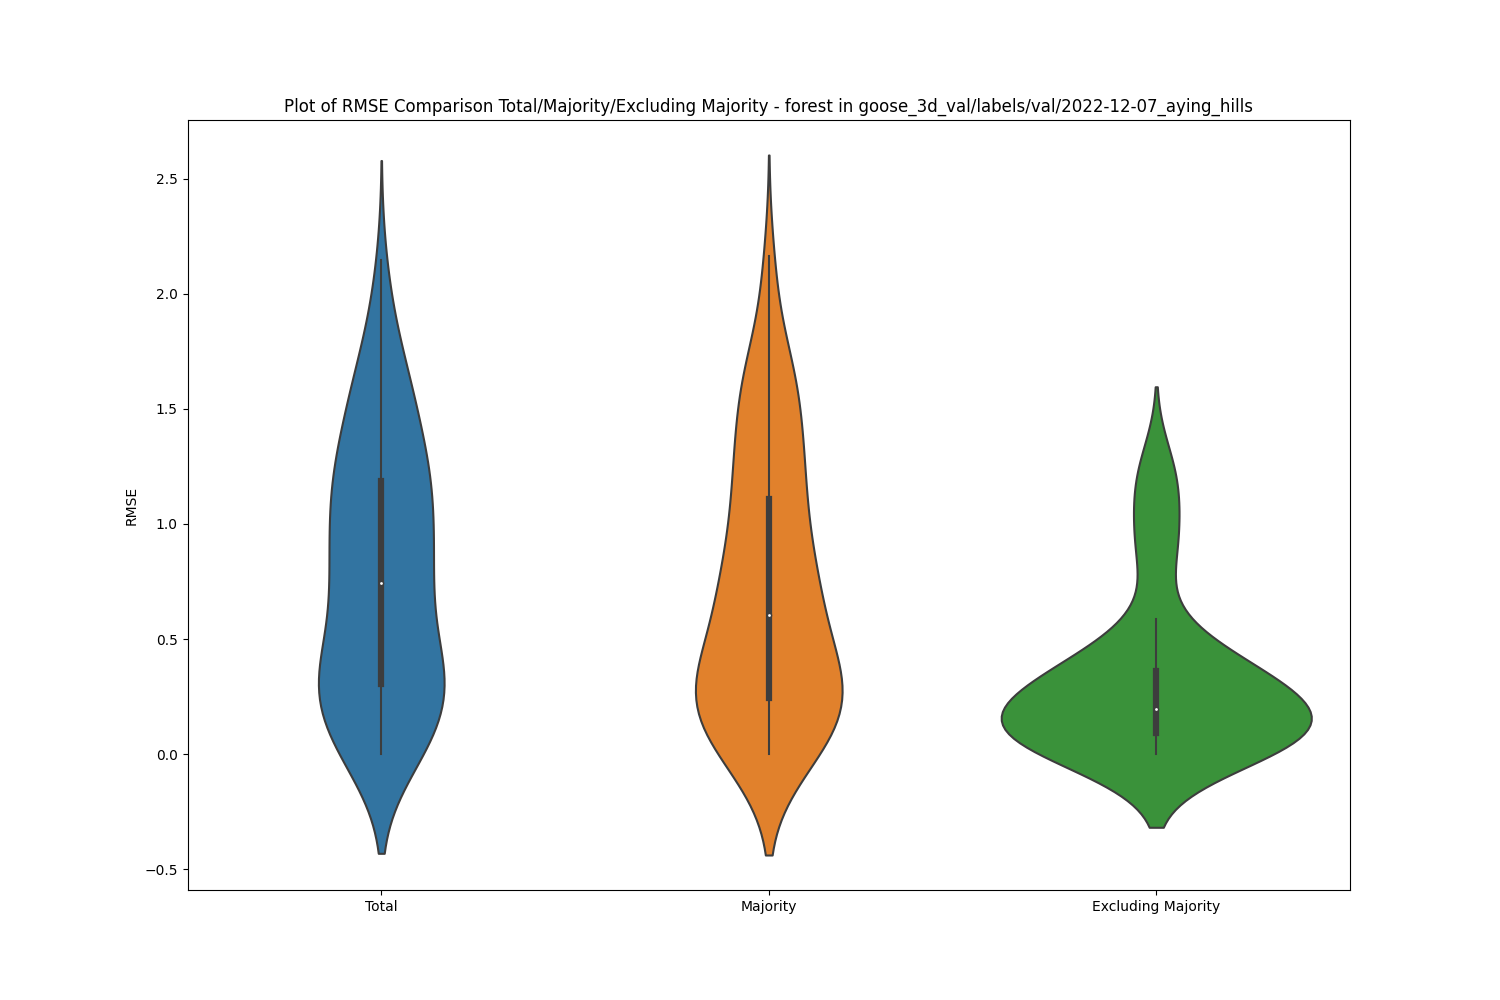 Plot of RMSE Comparison Total/Majority/Excluding Majority - forest in goose_3d_val/labels/val/2022-12-07_aying_hills
2.5
2.0
1.5
1.0
0.5
0.0
−0.5
RMSE
Total
Majority
Excluding Majority